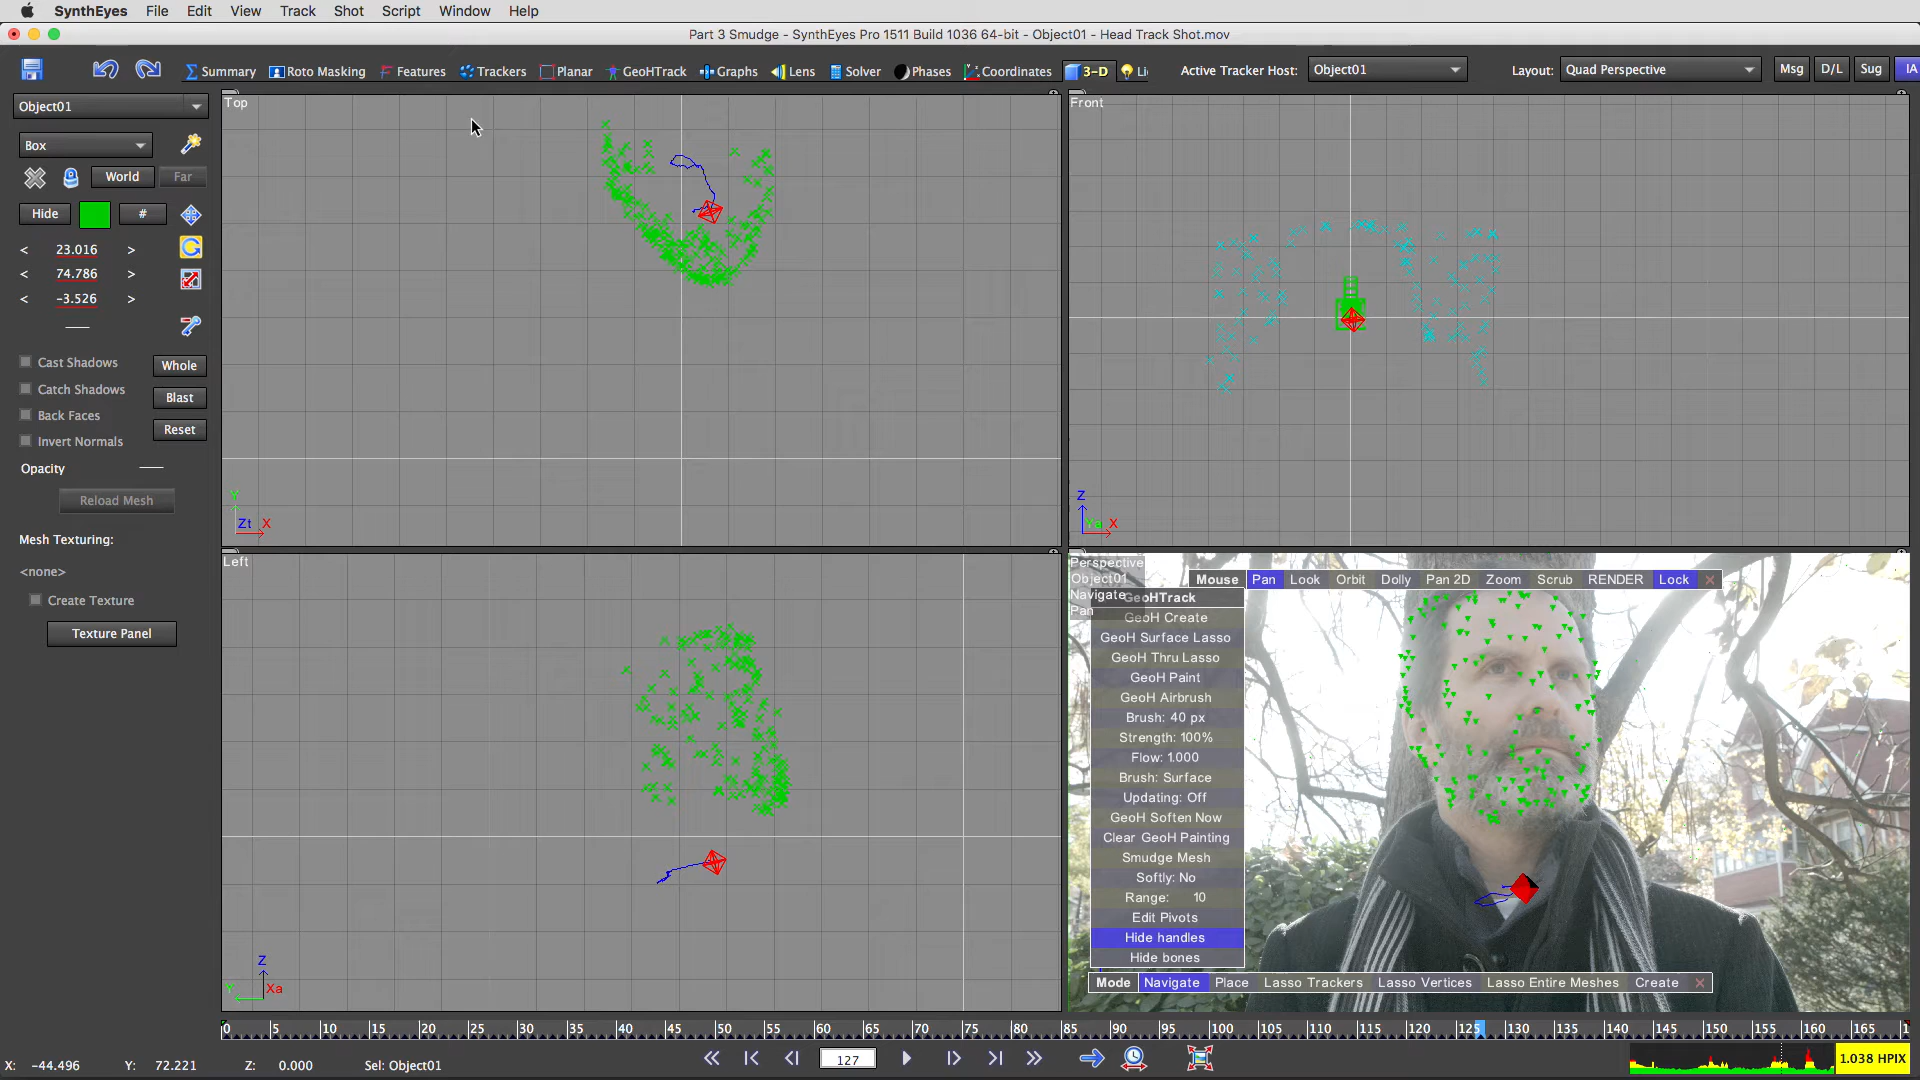 SynthEyes File Edit View Track Shot Script Window Help
Part 3 Smudge - SynthEyes Pro 1511 Build 1036 64-bit - Object01 - Head Track Shot.mov
Summary Roto Masking Features Trackers Planar GeoHTrack Graphs Lens Solver Phases Coordinates 3-D Li Active Tracker Host: Object01 Layout: Quad Perspective Msg D/L Sug IA
Object01
Box
World Far
Hide #
< 23.016 >
< 74.786 >
< -3.526 >
Cast Shadows Whole
Catch Shadows Blast
Back Faces
Invert Normals Reset
Opacity
Reload Mesh
Mesh Texturing:
<none>
Create Texture
Texture Panel
Top
Y
Zt X
Front
Z
X
Left
Z
Y Xa
Perspective
Object01
Navigate
Pan
Mouse Pan Look Orbit Dolly Pan 2D Zoom Scrub RENDER Lock X
GeoHTrack
GeoH Create
GeoH Surface Lasso
GeoH Thru Lasso
GeoH Paint
GeoH Airbrush
Brush: 40 px
Strength: 100%
Flow: 1.000
Brush: Surface
Updating: Off
GeoH Soften Now
Clear GeoH Painting
Smudge Mesh
Softly: No
Range: 10
Edit Pivots
Hide handles
Hide bones
Mode Navigate Place Lasso Trackers Lasso Vertices Lasso Entire Meshes Create X
0 5 10 15 20 25 30 35 40 45 50 55 60 65 70 75 80 85 90 95 100 105 110 115 120 125 130 135 140 145 150 155 160 165 1
X: -44.496 Y: 72.221 Z: 0.000 Sel: Object01 127 1.038 HPIX